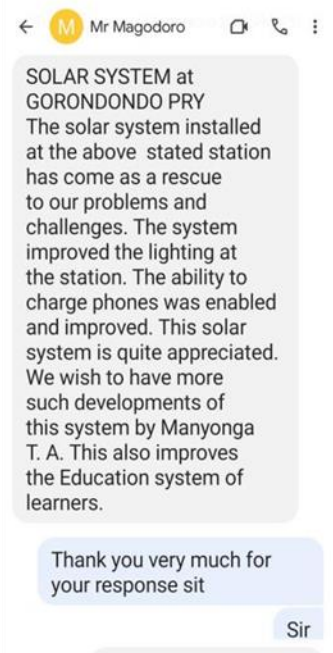 Mr Magodoro
SOLAR SYSTEM at
GORONDONDO PRY
The solar system installed
at the above stated station
has come as a rescue
to our problems and
challenges. The system
improved the lighting at
the station. The ability to
charge phones was enabled
and improved. This solar
system is quite appreciated.
We wish to have more
such developments of
this system by Manyonga
T. A. This also improves
the Education system of
learners.
Thank you very much for
your response sit
Sir